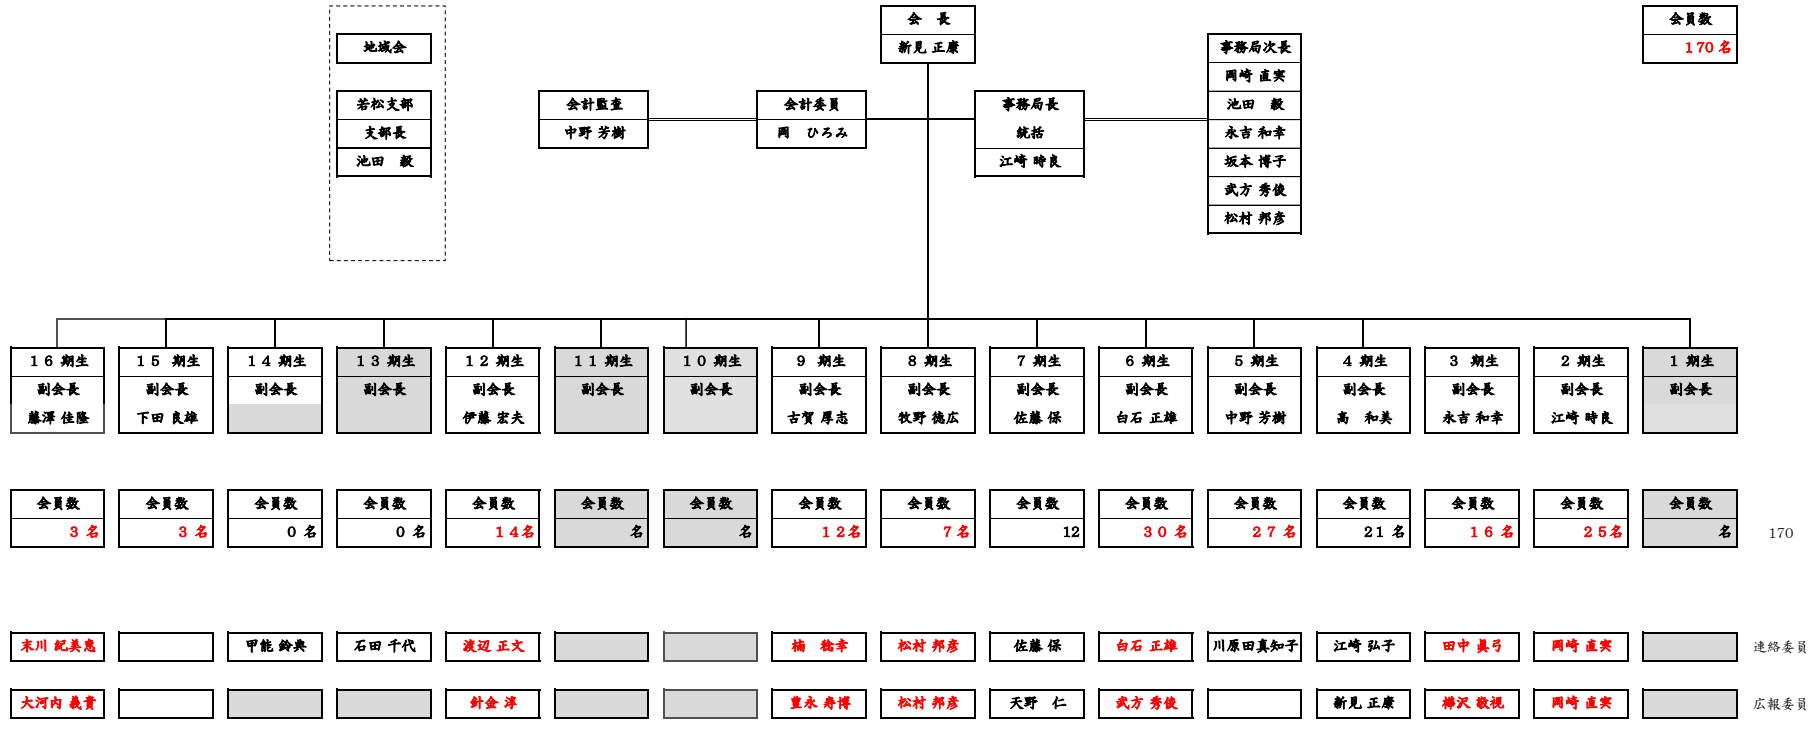 会　長
新見 正康
会員数
170 名
地域会
若松支部
支部長
池田　毅
会計監査
中野 芳樹
会計委員
岡　ひろみ
事務局長
統括
江崎 時良
事務局次長
岡崎 直実
池田　毅
永吉 和幸
坂本 博子
武方 秀俊
松村 邦彦
１６ 期生 １５ 期生 １４ 期生 １３ 期生 １２ 期生 １１ 期生 １０ 期生 ９ 期生 ８ 期生 ７ 期生 ６ 期生 ５ 期生 ４ 期生 ３ 期生 ２ 期生 １ 期生
副会長 副会長 副会長 副会長 副会長 副会長 副会長 副会長 副会長 副会長 副会長 副会長 副会長 副会長 副会長 副会長
藤澤 佳隆 下田 良雄 伊藤 宏夫 古賀 厚志 牧野 徳広 佐藤 保 白石 正雄 中野 芳樹 高　和美 永吉 和幸 江崎 時良
会員数 会員数 会員数 会員数 会員数 会員数 会員数 会員数 会員数 会員数 会員数 会員数 会員数 会員数 会員数 会員数
３ 名 ３ 名 ０ 名 ０ 名 １４名 名 名 １２名 ７ 名 12 ３０ 名 ２７ 名 ２１ 名 １６ 名 ２５名 名 170
末川 紀美恵 甲能 鈴典 石田 千代 渡辺 正文 楠　稔幸 松村 邦彦 佐藤 保 白石 正雄 川原田真知子 江崎 弘子 田中 眞弓 岡崎 直実 連絡委員
大河内 義貴 針金 淳 豊永 寿博 松村 邦彦 天野　仁 武方 秀俊 新見 正康 樺沢 敬視 岡崎 直実 広報委員